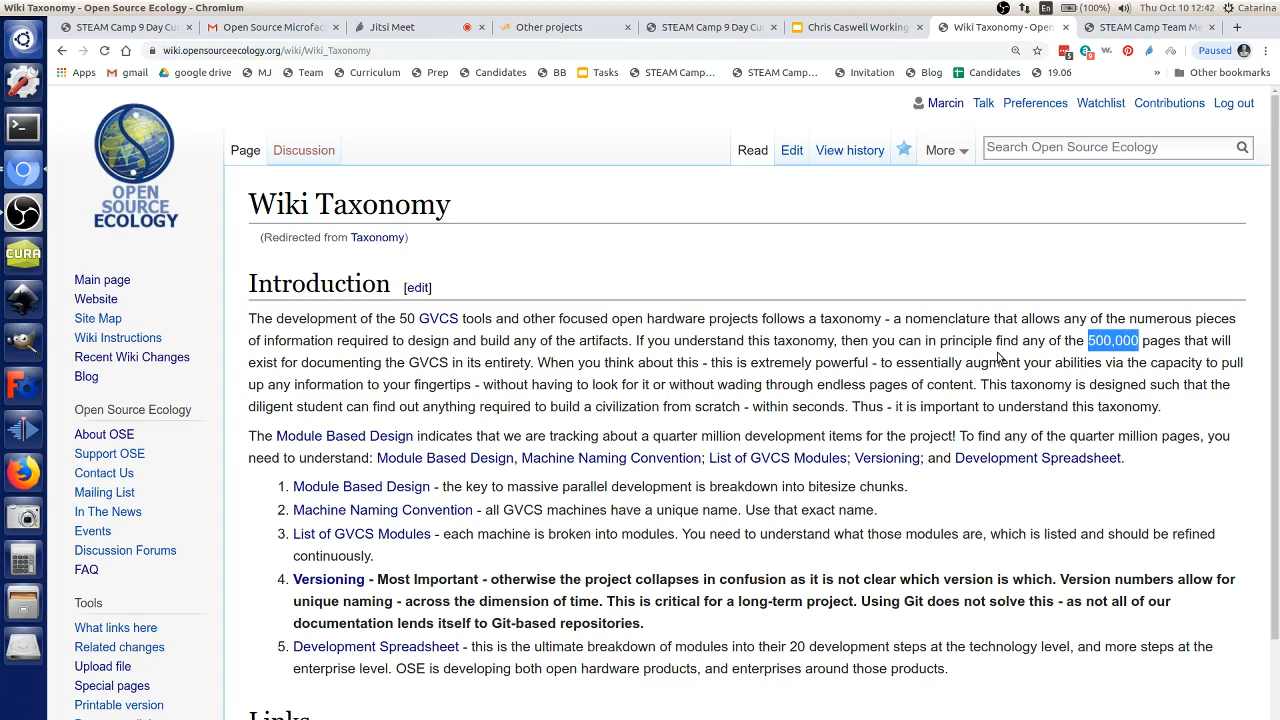 Wiki Taxonomy - Open Source Ecology - Chromium
En (100%) Thu Oct 10 12:42 Catarina
STEAM Camp 9 Day Cur
Open Source Microfac
Jitsi Meet
Other projects
STEAM Camp 9 Day Cur
Chris Caswell Working
Wiki Taxonomy - Open
STEAM Camp Team Me
wiki.opensourceecology.org/wiki/Wiki_Taxonomy
Paused
Apps gmail google drive MJ Team Curriculum Prep Candidates BB Tasks STEAM Camp... STEAM Camp... Invitation Blog Candidates 19.06 » Other bookmarks
Marcin Talk Preferences Watchlist Contributions Log out
Page Discussion Read Edit View history More Search Open Source Ecology
OPEN
SOURCE
ECOLOGY
CURA
Main page
Website
Site Map
Wiki Instructions
Recent Wiki Changes
Blog
Open Source Ecology
About OSE
Support OSE
Contact Us
Mailing List
In The News
Events
Discussion Forums
FAQ
Tools
What links here
Related changes
Upload file
Special pages
Printable version
Wiki Taxonomy
(Redirected from Taxonomy)
Introduction [edit]
The development of the 50 GVCS tools and other focused open hardware projects follows a taxonomy - a nomenclature that allows any of the numerous pieces
of information required to design and build any of the artifacts. If you understand this taxonomy, then you can in principle find any of the 500,000 pages that will
exist for documenting the GVCS in its entirety. When you think about this - this is extremely powerful - to essentially augment your abilities via the capacity to pull
up any information to your fingertips - without having to look for it or without wading through endless pages of content. This taxonomy is designed such that the
diligent student can find out anything required to build a civilization from scratch - within seconds. Thus - it is important to understand this taxonomy.
The Module Based Design indicates that we are tracking about a quarter million development items for the project! To find any of the quarter million pages, you
need to understand: Module Based Design, Machine Naming Convention; List of GVCS Modules; Versioning; and Development Spreadsheet.
1. Module Based Design - the key to massive parallel development is breakdown into bitesize chunks.
2. Machine Naming Convention - all GVCS machines have a unique name. Use that exact name.
3. List of GVCS Modules - each machine is broken into modules. You need to understand what those modules are, which is listed and should be refined
continuously.
4. Versioning - Most Important - otherwise the project collapses in confusion as it is not clear which version is which. Version numbers allow for
unique naming - across the dimension of time. This is critical for a long-term project. Using Git does not solve this - as not all of our
documentation lends itself to Git-based repositories.
5. Development Spreadsheet - this is the ultimate breakdown of modules into their 20 development steps at the technology level, and more steps at the
enterprise level. OSE is developing both open hardware products, and enterprises around those products.
Links